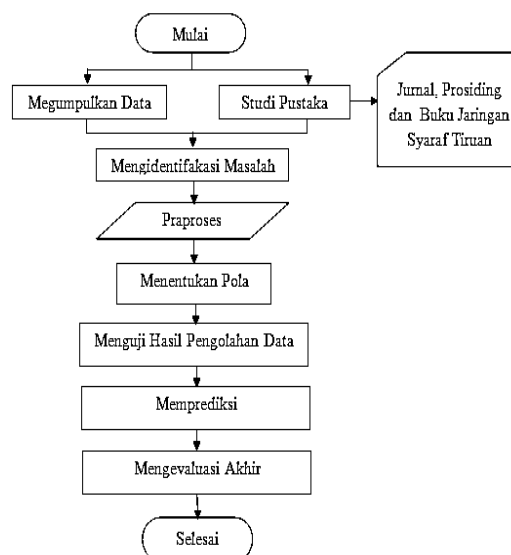 Mulai
Megumpulkan Data
Studi Pustaka
Jurnal, Prosiding
dan Buku Jaringan
Syaraf Tiruan
Mengidentifakasi Masalah
Praproses
Menentukan Pola
Menguji Hasil Pengolahan Data
Memprediksi
Mengevaluasi Akhir
Selesai